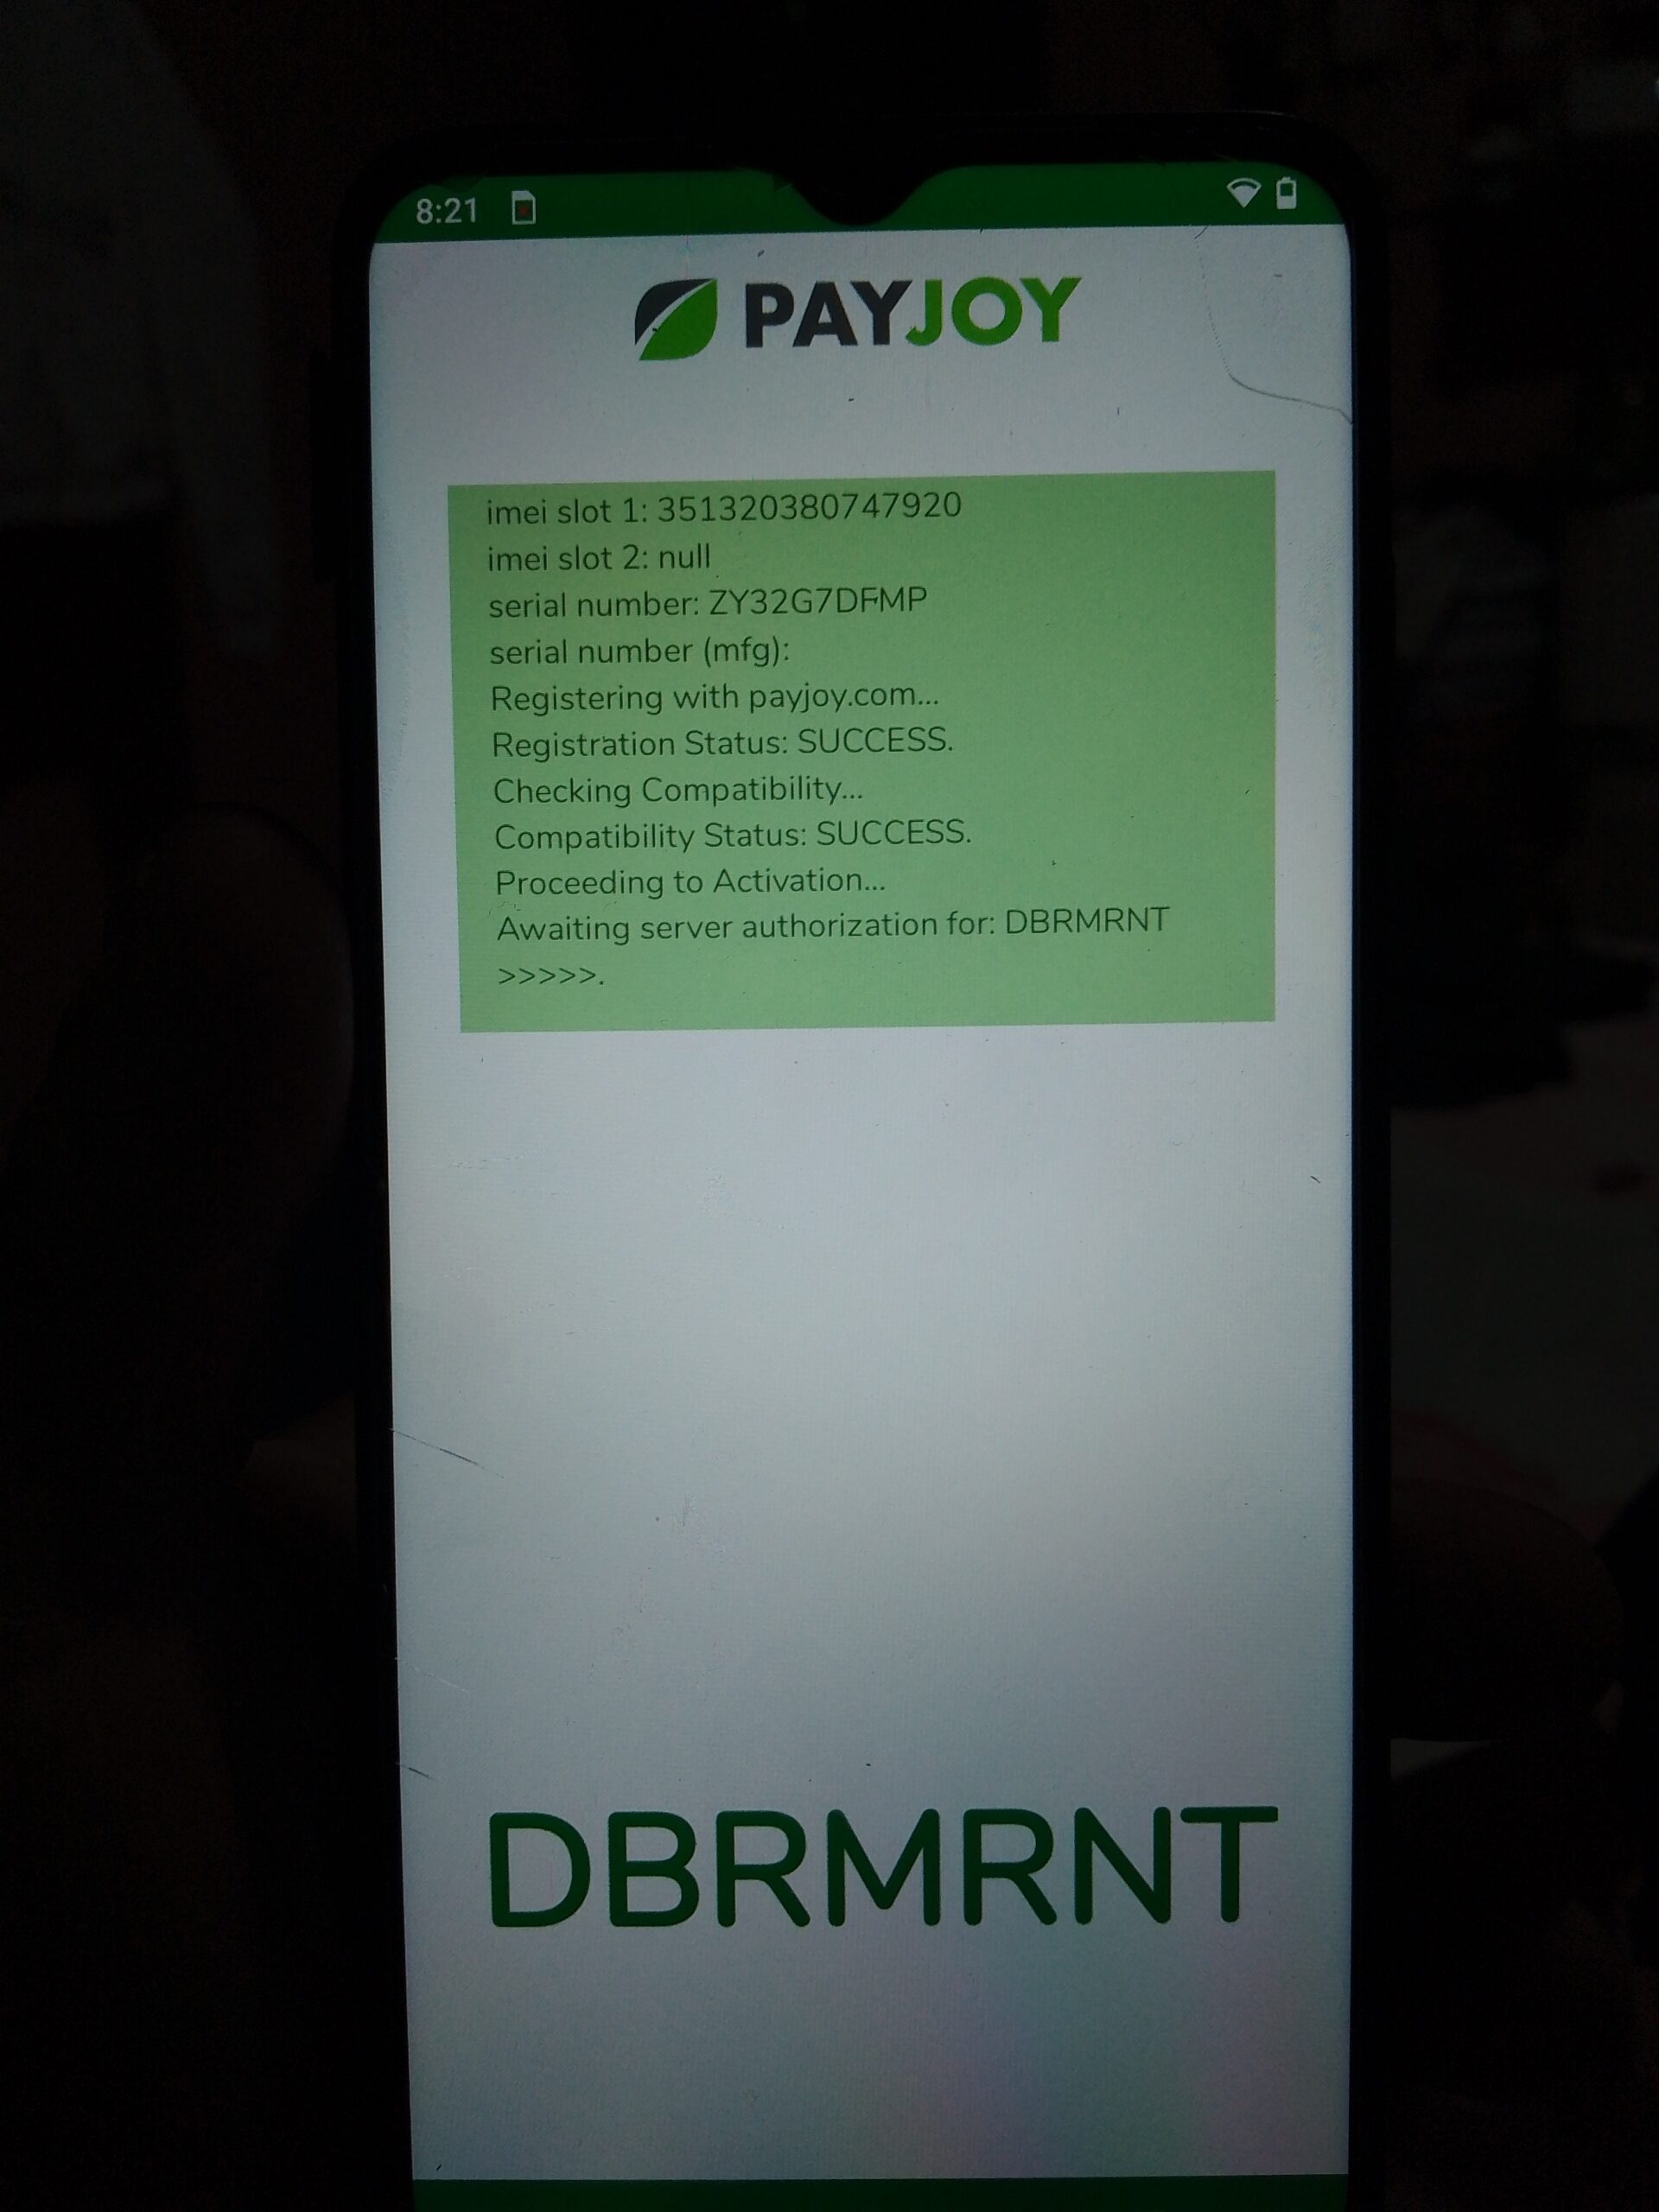 8:21
PAYJOY
imei slot 1: 351320380747920
imei slot 2: null
serial number: ZY32G7DFMP
serial number (mfg):
Registering with payjoy.com...
Registration Status: SUCCESS.
Checking Compatibility...
Compatibility Status: SUCCESS.
Proceeding to Activation...
Awaiting server authorization for: DBRMRNT
>>>>>.
DBRMRNT